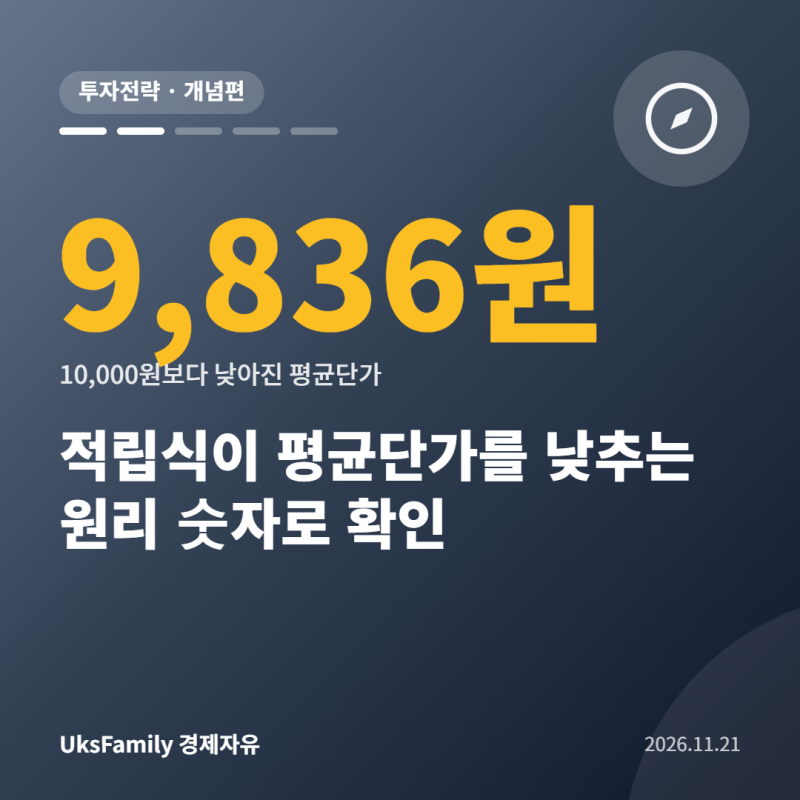 투자전략 · 개념편
9,836원
10,000원보다 낮아진 평균단가
적립식이 평균단가를 낮추는
원리 숫자로 확인
UksFamily 경제자유
2026.11.21